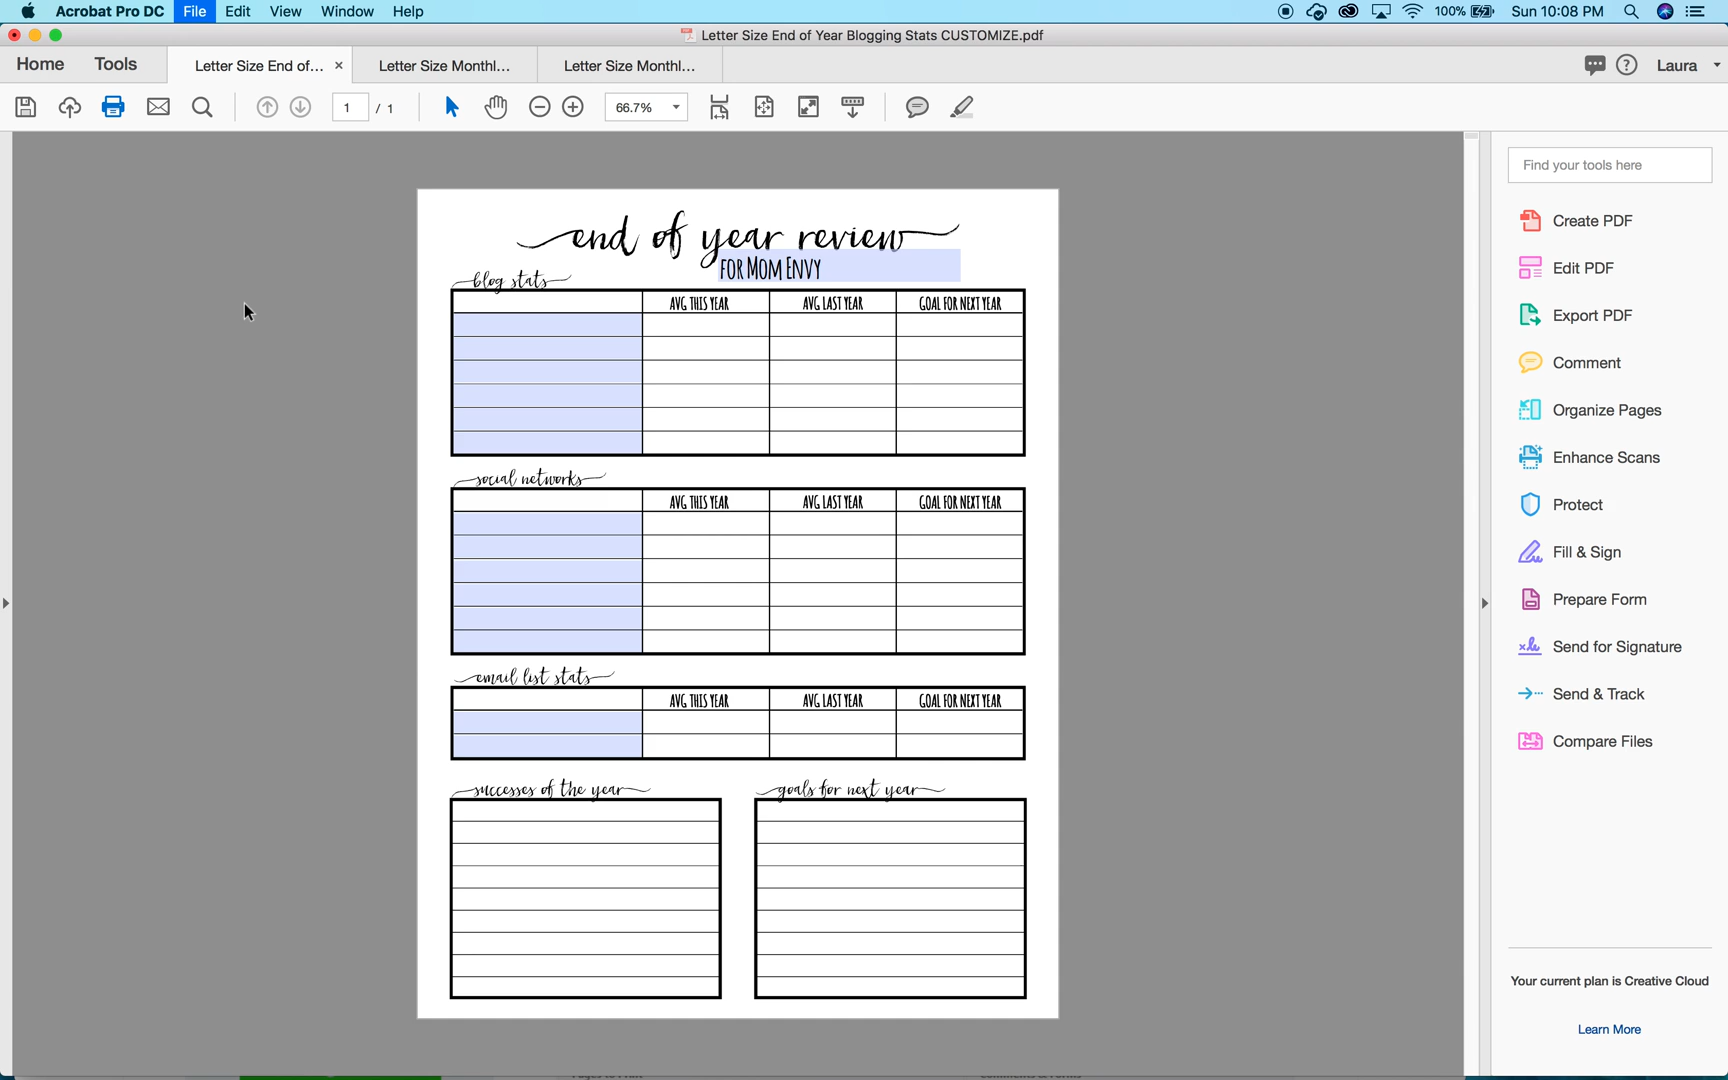 Acrobat Pro DC File Edit View Window Help 100% Sun 10:08 PM
Letter Size End of Year Blogging Stats CUSTOMIZE.pdf
Home Tools Letter Size End of... × Letter Size Monthl... Letter Size Monthl... Laura
1 / 1 66.7%
Find your tools here
Create PDF
Edit PDF
Export PDF
Comment
Organize Pages
Enhance Scans
Protect
Fill & Sign
Prepare Form
Send for Signature
Send & Track
Compare Files
Your current plan is Creative Cloud
Learn More
end of year review
for Mom Envy
blog stats
AVG THIS YEAR AVG LAST YEAR GOAL FOR NEXT YEAR
social networks
AVG THIS YEAR AVG LAST YEAR GOAL FOR NEXT YEAR
email list stats
AVG THIS YEAR AVG LAST YEAR GOAL FOR NEXT YEAR
successes of the year goals for next year